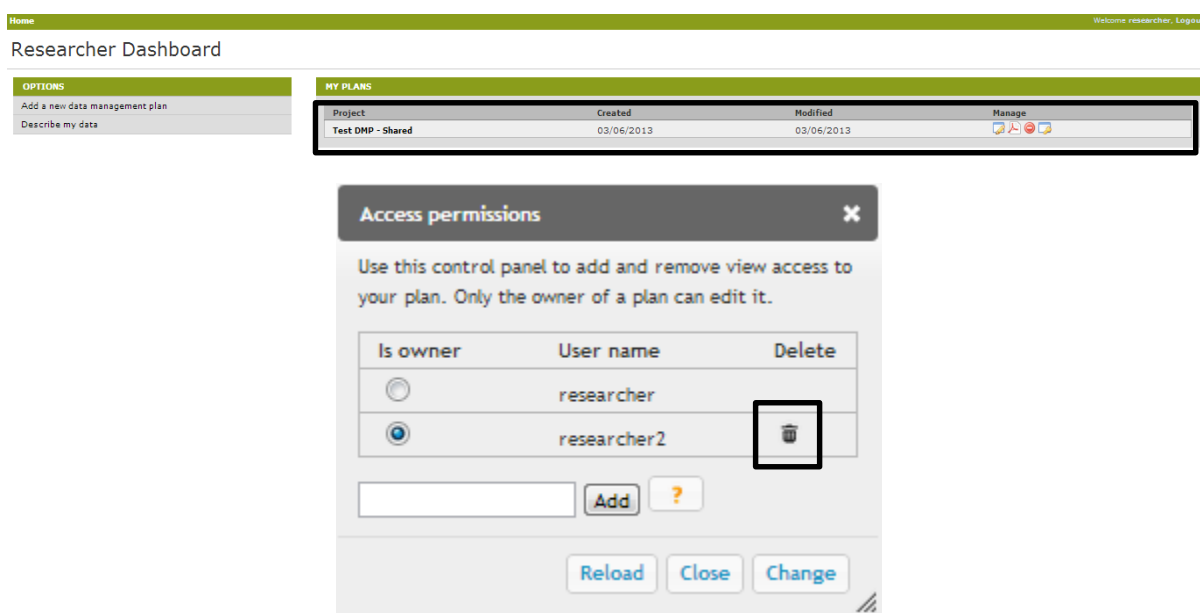 Home Welcome researcher, Logou
Researcher Dashboard
OPTIONS
Add a new data management plan
Describe my data
MY PLANS
Project Created Modified Manage
Test DMP - Shared 03/06/2013 03/06/2013
Access permissions
Use this control panel to add and remove view access to
your plan. Only the owner of a plan can edit it.
Is owner User name Delete
researcher
researcher2
Add ?
Reload Close Change